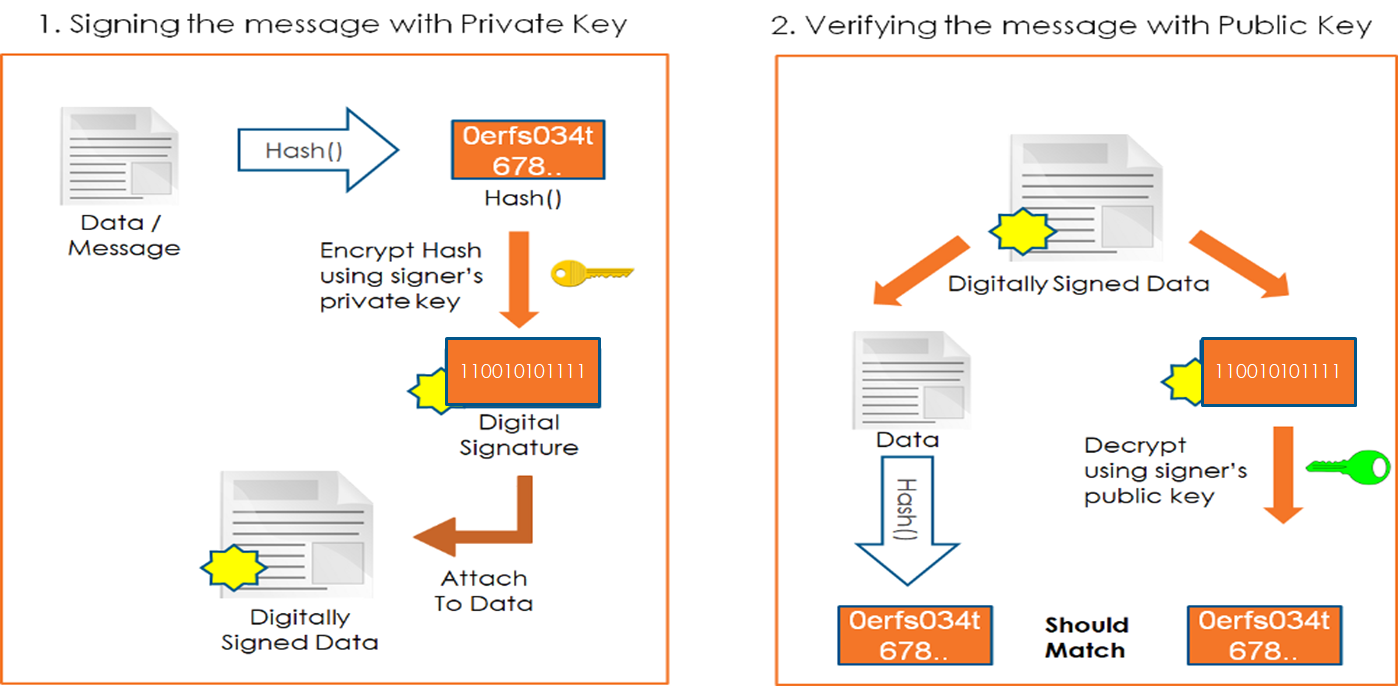 1. Signing the message with Private Key
Hash()
0erfs034t
678..
Hash()
Data /
Message
Encrypt Hash
using signer's
private key
110010101111
Digital
Signature
Attach
To Data
Digitally
Signed Data
2. Verifying the message with Public Key
Digitally Signed Data
110010101111
Data
Decrypt
using signer's
public key
Hash()
0erfs034t
678..
Should
Match
0erfs034t
678..